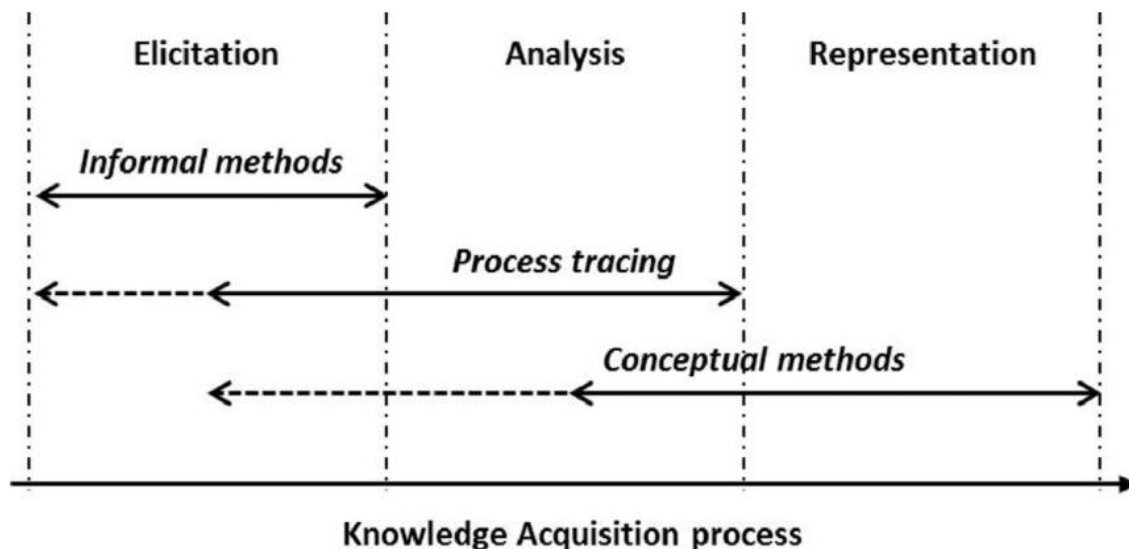 Elicitation Analysis Representation
Informal methods
Process tracing
Conceptual methods
Knowledge Acquisition process